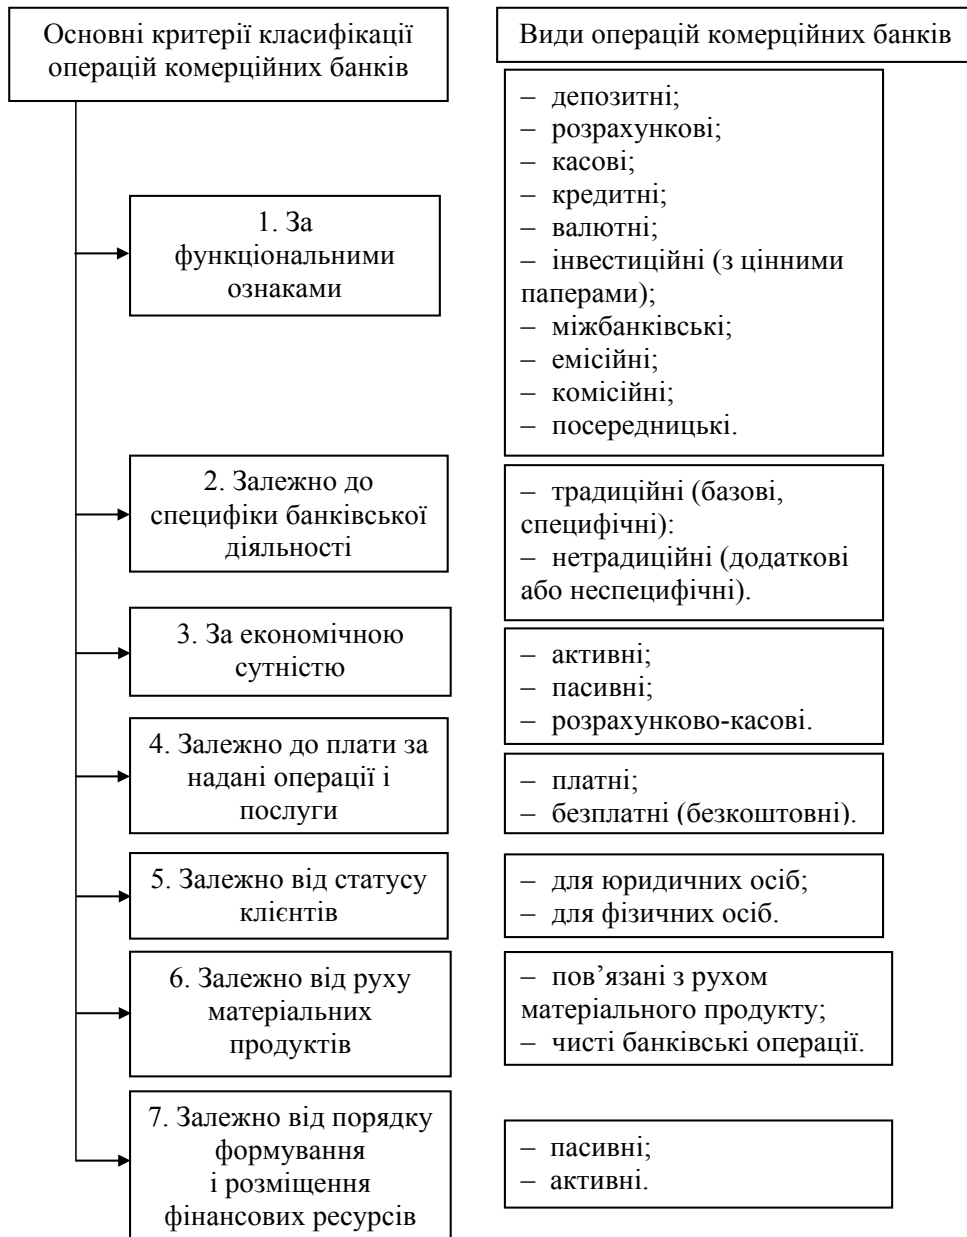 Основні критерії класифікації
операцій комерційних банків
Види операцій комерційних банків
1. За
функціональними
ознаками
– депозитні;
– розрахункові;
– касові;
– кредитні;
– валютні;
– інвестиційні (з цінними
паперами);
– міжбанківські;
– емісійні;
– комісійні;
– посередницькі.
2. Залежно до
специфіки банківської
діяльності
– традиційні (базові,
специфічні):
– нетрадиційні (додаткові
або неспецифічні).
3. За економічною
сутністю
– активні;
– пасивні;
– розрахунково-касові.
4. Залежно до плати за
надані операції і
послуги
– платні;
– безплатні (безкоштовні).
5. Залежно від статусу
клієнтів
– для юридичних осіб;
– для фізичних осіб.
6. Залежно від руху
матеріальних
продуктів
– пов’язані з рухом
матеріального продукту;
– чисті банківські операції.
7. Залежно від порядку
формування
і розміщення
фінансових ресурсів
– пасивні;
– активні.